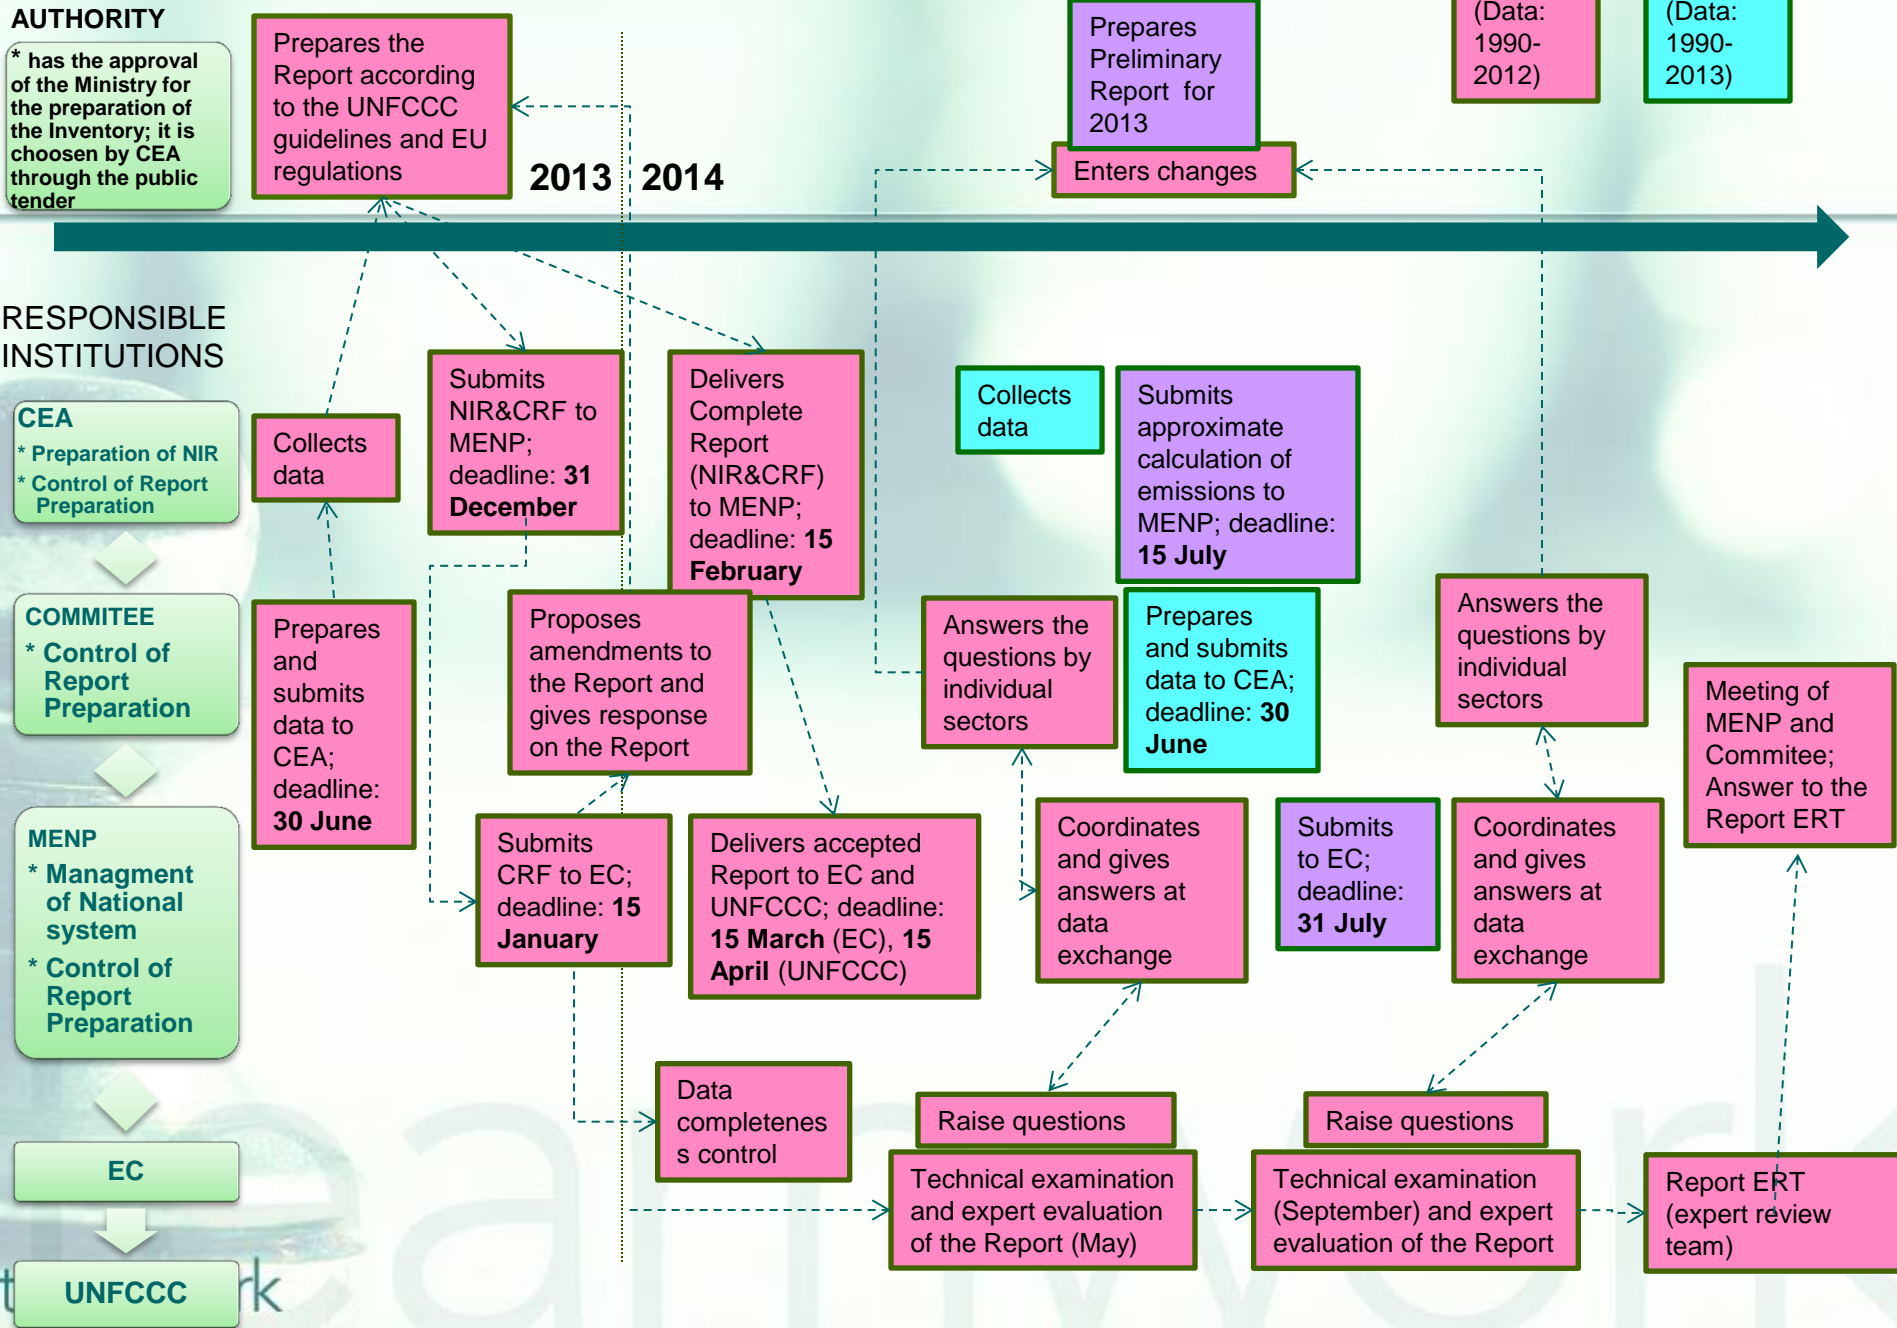 AUTHORITY
* has the approval
of the Ministry for
the preparation of
the Inventory; it is
choosen by CEA
through the public
tender
Prepares the
Report according
to the UNFCCC
guidelines and EU
regulations
2013
2014
Prepares
Preliminary
Report for
2013
Enters changes
(Data:
1990-
2012)
(Data:
1990-
2013)
RESPONSIBLE
INSTITUTIONS
CEA
* Preparation of NIR
* Control of Report
Preparation
Collects
data
Submits
NIR&CRF to
MENP;
deadline: 31
December
Delivers
Complete
Report
(NIR&CRF)
to MENP;
deadline: 15
February
Collects
data
Submits
approximate
calculation of
emissions to
MENP; deadline:
15 July
COMMITEE
* Control of
Report
Preparation
Prepares
and
submits
data to
CEA;
deadline:
30 June
Proposes
amendments to
the Report and
gives response
on the Report
Answers the
questions by
individual
sectors
Prepares
and submits
data to CEA;
deadline: 30
June
Answers the
questions by
individual
sectors
Meeting of
MENP and
Commitee;
Answer to the
Report ERT
MENP
* Managment
of National
system
* Control of
Report
Preparation
Submits
CRF to EC;
deadline: 15
January
Delivers accepted
Report to EC and
UNFCCC; deadline:
15 March (EC), 15
April (UNFCCC)
Coordinates
and gives
answers at
data
exchange
Submits
to EC;
deadline:
31 July
Coordinates
and gives
answers at
data
exchange
Data
completenes
s control
Raise questions
Raise questions
EC
Technical examination
and expert evaluation
of the Report (May)
Technical examination
(September) and expert
evaluation of the Report
Report ERT
(expert review
team)
UNFCCC